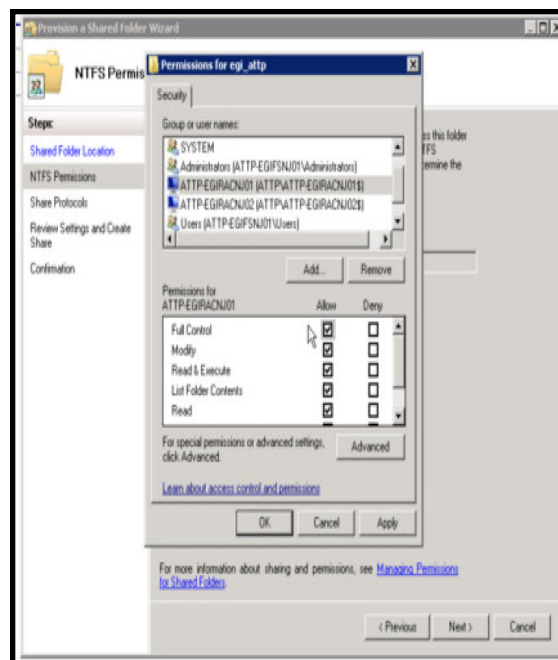 Provision a Shared Folder Wizard
NTFS Permis
Steps:
Shared Folder Location
NTFS Permissions
Share Protocols
Review Settings and Create
Share
Confirmation
Permissions for egi_attp
Security
Group or user names:
SYSTEM
Administrators (ATTP-EGIFSNJ01\Administrators)
ATTP-EGIRACNJ01 (ATTP\ATTP-EGIRACNJ01$)
ATTP-EGIRACNJ02 (ATTP\ATTP-EGIRACNJ02$)
Users (ATTP-EGIFSNJ01\Users)
Add...
Remove
Permissions for
ATTP-EGIRACNJ01
Allow
Deny
Full Control
Modify
Read & Execute
List Folder Contents
Read
For special permissions or advanced settings,
click Advanced.
Advanced
Learn about access control and permissions
OK
Cancel
Apply
this folder
TFS
the
For more information about sharing and permissions, see Managing Permissions
for Shared Folders.
< Previous
Next >
Cancel